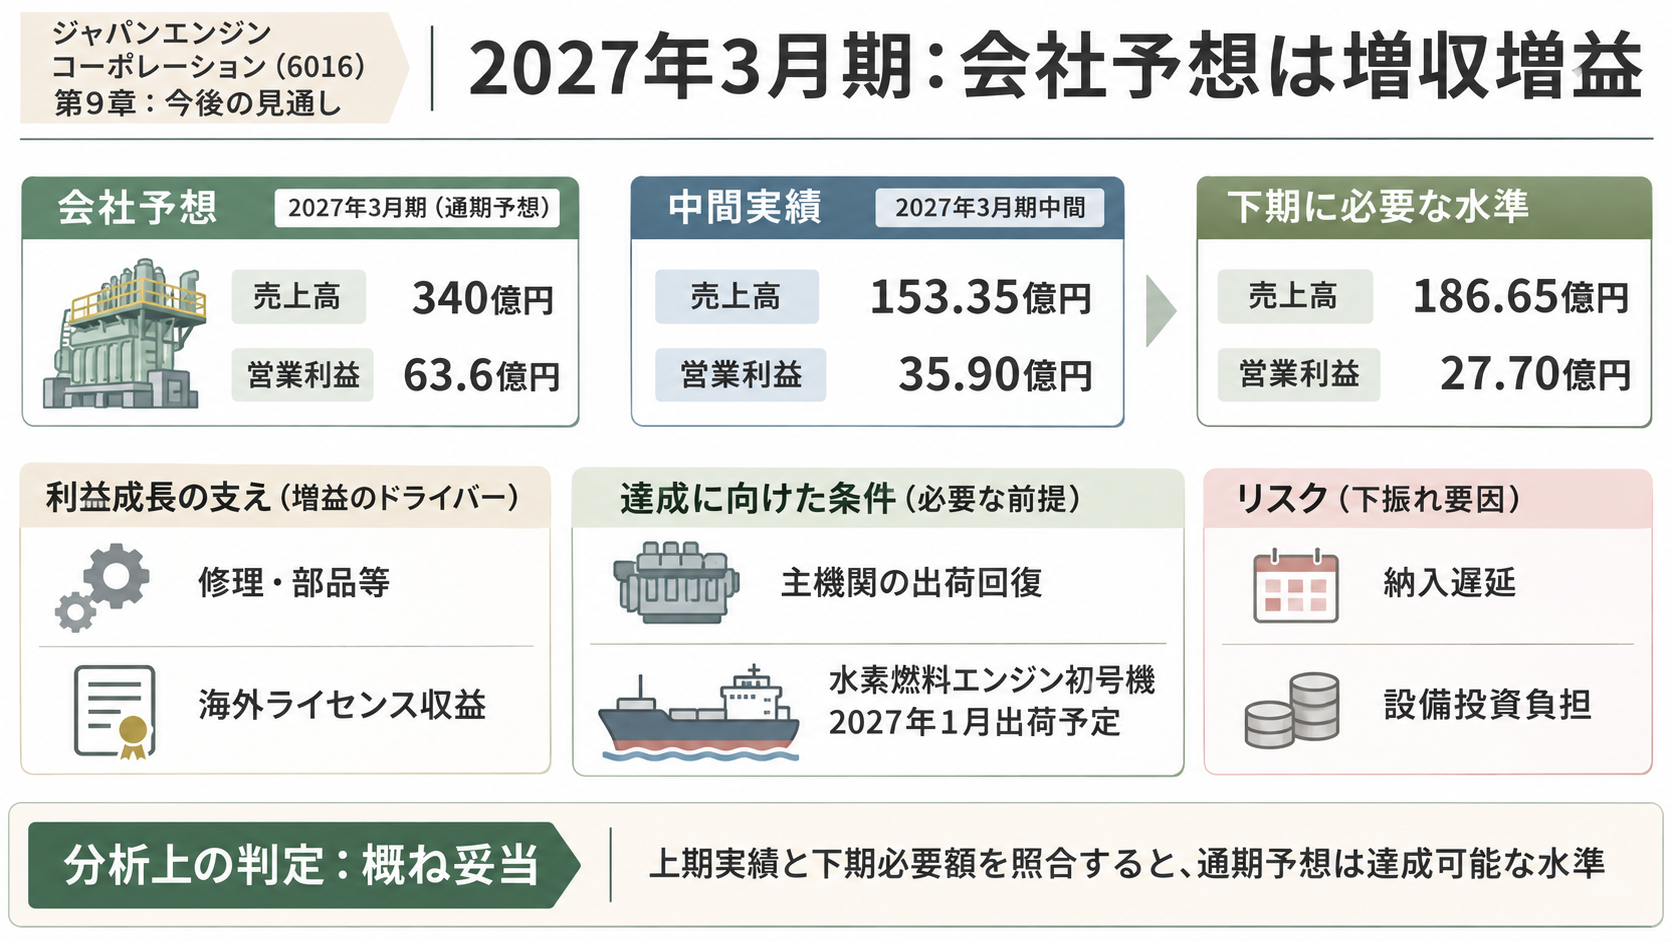 ジャパンエンジン
コーポレーション（6016）
第9章：今後の見通し
2027年3月期：会社予想は増収増益
会社予想
2027年3月期（通期予想）
売上高
340億円
営業利益
63.6億円
中間実績
2027年3月期中間
売上高
153.35億円
営業利益
35.90億円
下期に必要な水準
売上高
186.65億円
営業利益
27.70億円
利益成長の支え（増益のドライバー）
修理・部品等
海外ライセンス収益
達成に向けた条件（必要な前提）
主機関の出荷回復
水素燃料エンジン初号機
2027年1月出荷予定
リスク（下振れ要因）
納入遅延
設備投資負担
分析上の判定：概ね妥当
上期実績と下期必要額を照合すると、通期予想は達成可能な水準